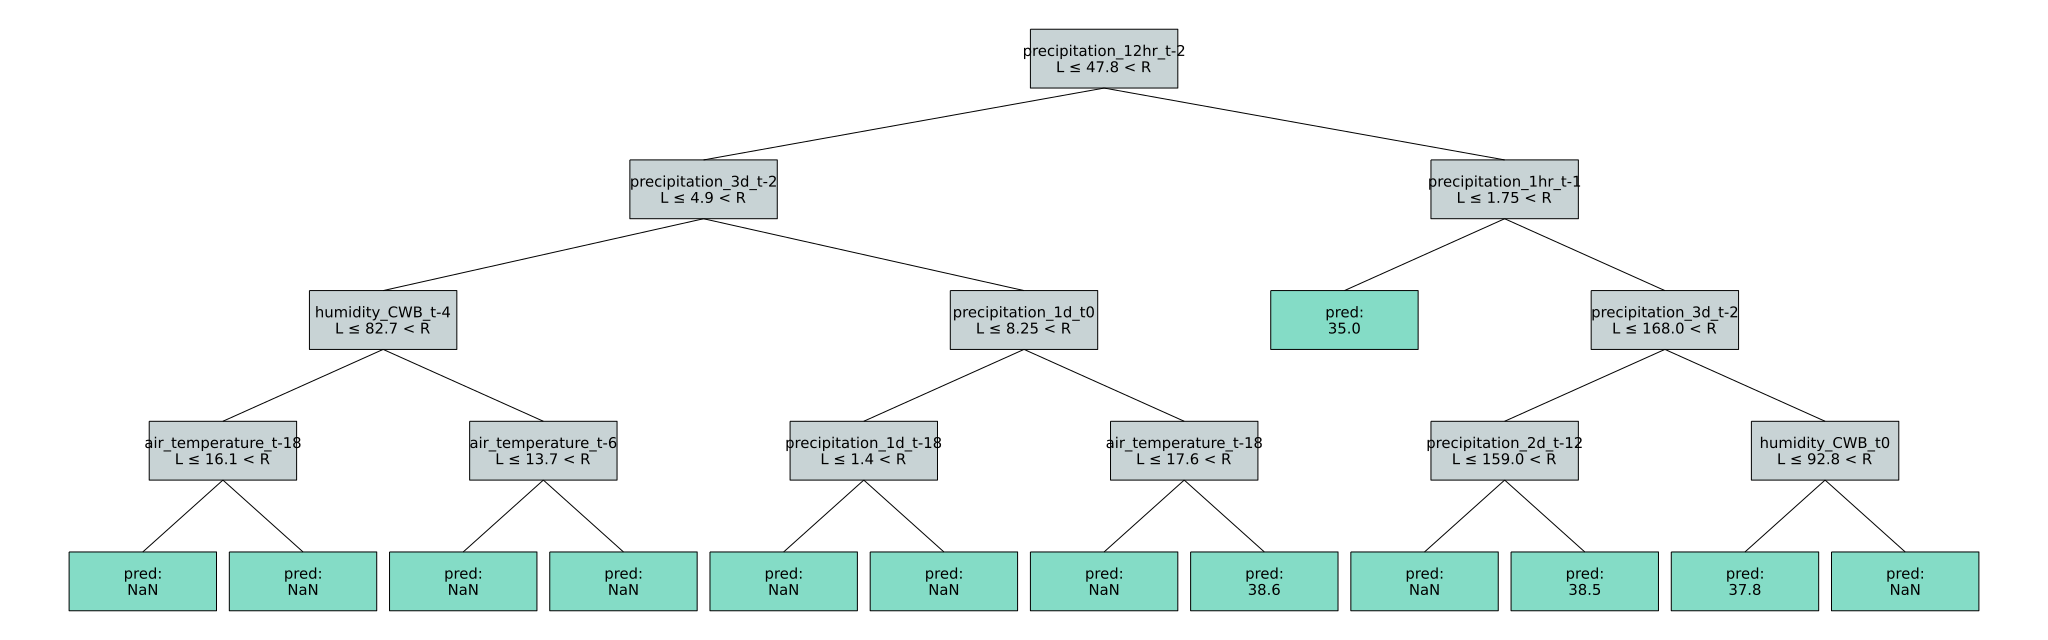 precipitation_12hr_t-2
L ≤ 47.8 < R
precipitation_3d_t-2
L ≤ 4.9 < R
precipitation_1hr_t-1
L ≤ 1.75 < R
humidity_CWB_t-4
L ≤ 82.7 < R
precipitation_1d_t0
L ≤ 8.25 < R
pred:
35.0
precipitation_3d_t-2
L ≤ 168.0 < R
air_temperature_t-18
L ≤ 16.1 < R
air_temperature_t-6
L ≤ 13.7 < R
precipitation_1d_t-18
L ≤ 1.4 < R
air_temperature_t-18
L ≤ 17.6 < R
precipitation_2d_t-12
L ≤ 159.0 < R
humidity_CWB_t0
L ≤ 92.8 < R
pred:
NaN
pred:
NaN
pred:
NaN
pred:
NaN
pred:
NaN
pred:
NaN
pred:
NaN
pred:
38.6
pred:
NaN
pred:
38.5
pred:
37.8
pred:
NaN